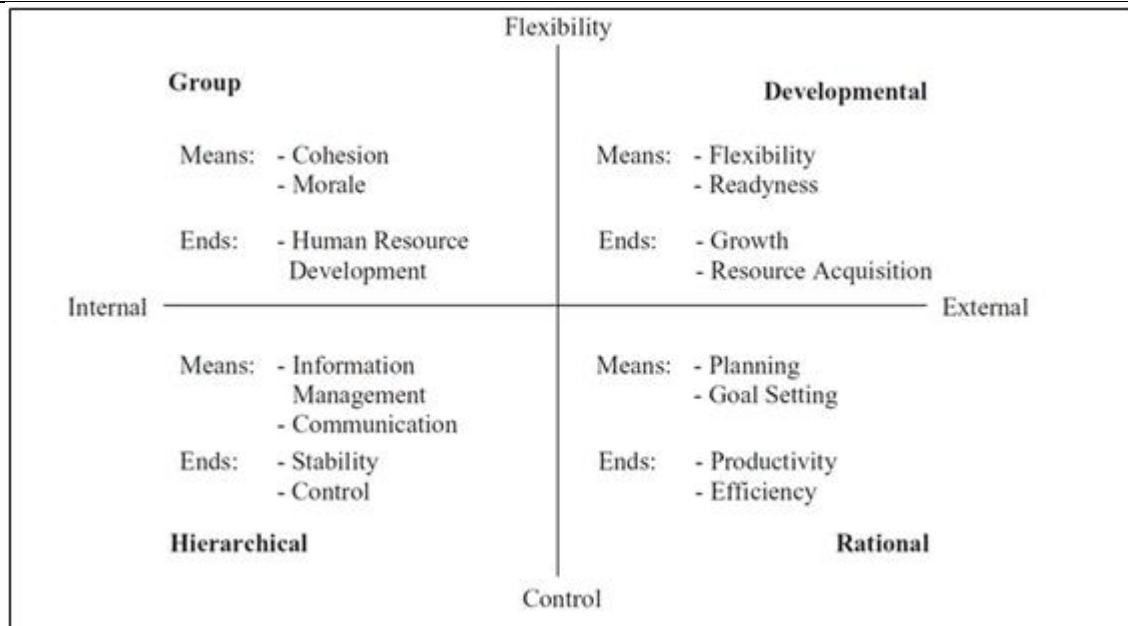 Flexibility
Group
Means: - Cohesion
- Morale
Ends: - Human Resource
Development
Developmental
Means: - Flexibility
- Readyness
Ends: - Growth
- Resource Acquisition
Internal
External
Means: - Information
Management
- Communication
Ends: - Stability
- Control
Hierarchical
Means: - Planning
- Goal Setting
Ends: - Productivity
- Efficiency
Rational
Control